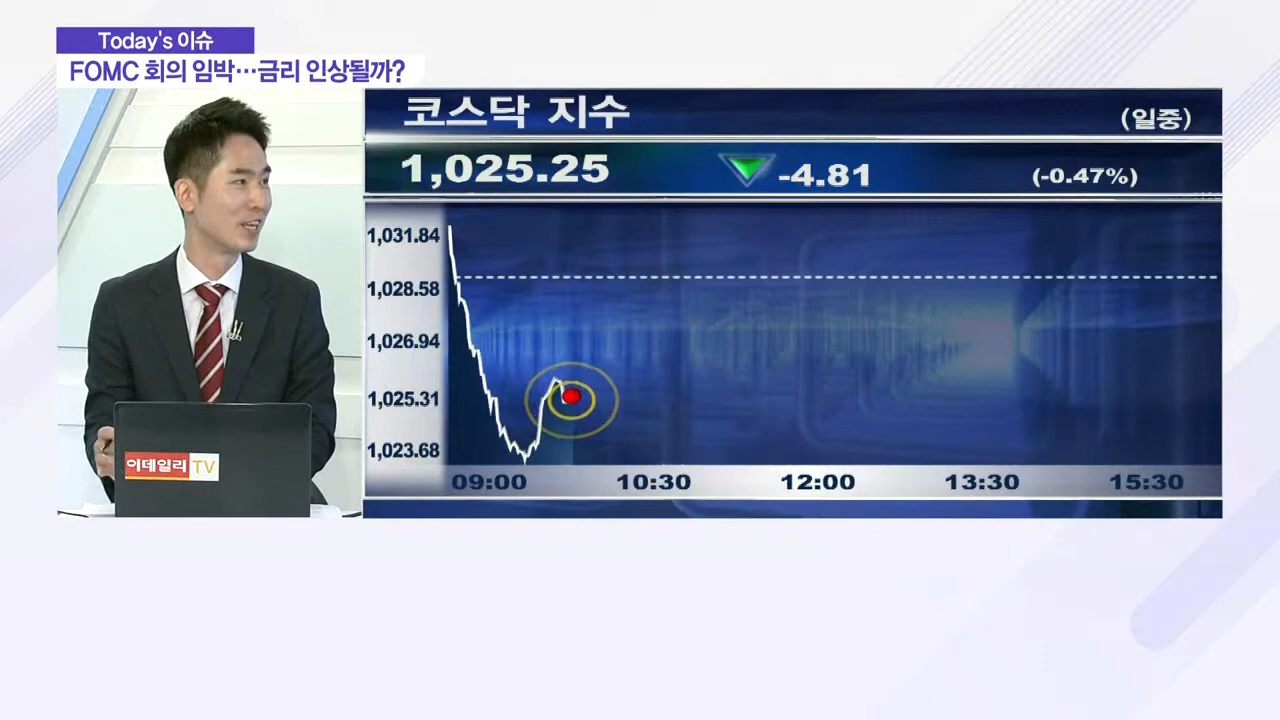 Today's 이슈
FOMC 회의 임박…금리 인상될까?
코스닥 지수
(일중)
1,025.25
-4.81
(-0.47%)
1,031.84
1,028.58
1,026.94
1,025.31
1,023.68
09:00 10:30 12:00 13:30 15:30
이데일리 TV